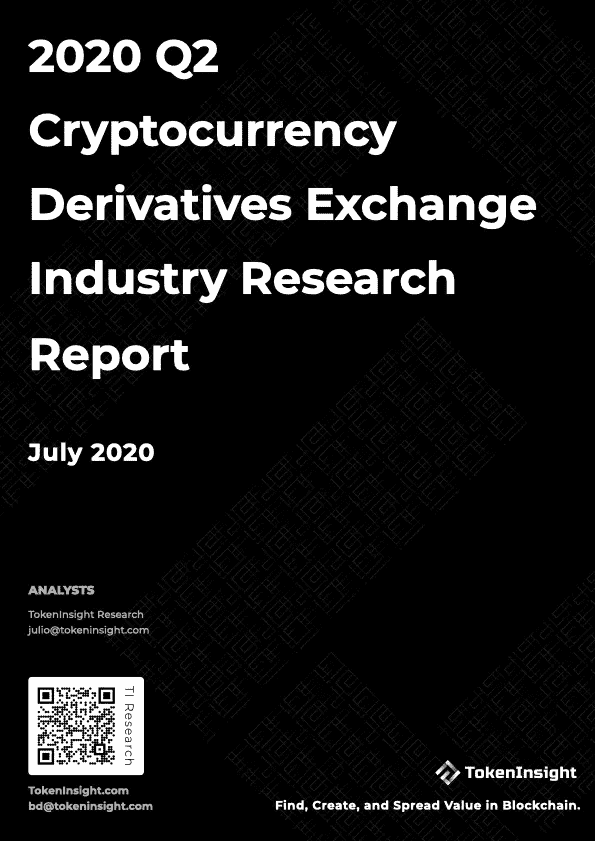 2020 Q2
Cryptocurrency
Derivatives Exchange
Industry Research
Report
July 2020
ANALYSTS
TokenInsight Research
julio@tokeninsight.com
TI Research
TokenInsight.com
bd@tokeninsight.com
TokenInsight
Find, Create, and Spread Value in Blockchain.